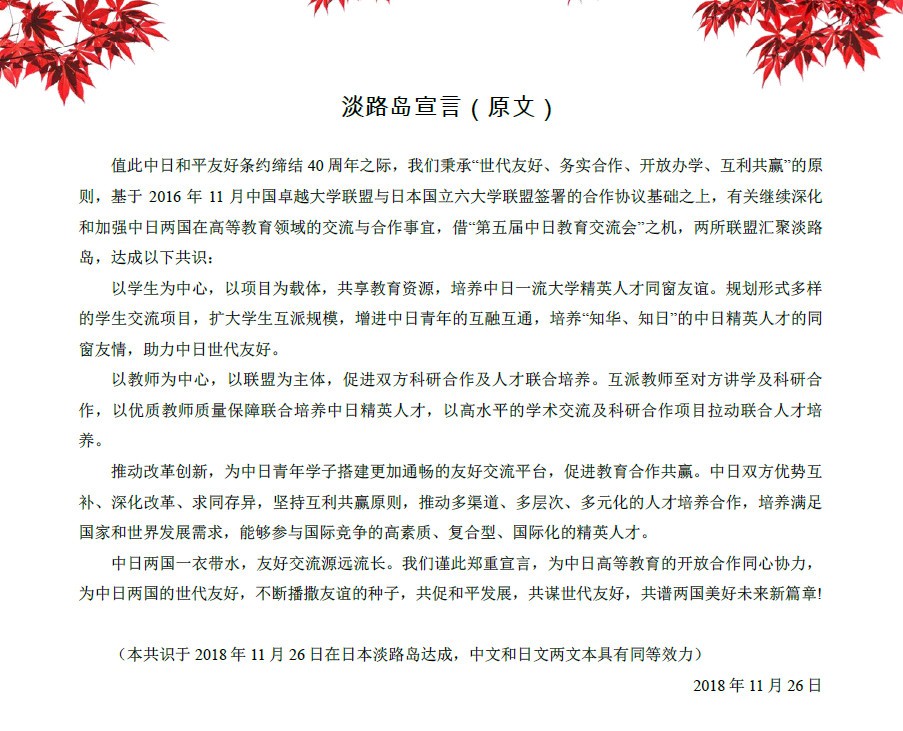 淡路岛宣言（原文）
值此中日和平友好条约缔结 40 周年之际，我们秉承“世代友好、务实合作、开放办学、互利共赢”的原
则，基于 2016 年 11 月中国卓越大学联盟与日本国立六大学联盟签署的合作协议基础之上，有关继续深化
和加强中日两国在高等教育领域的交流与合作事宜，借“第五届中日教育交流会”之机，两所联盟汇聚淡路
岛，达成以下共识：
以学生为中心，以项目为载体，共享教育资源，培养中日一流大学精英人才同窗友谊。规划形式多样
的学生交流项目，扩大学生互派规模，增进中日青年的互融互通，培养“知华、知日”的中日精英人才的同
窗友情，助力中日世代友好。
以教师为中心，以联盟为主体，促进双方科研合作及人才联合培养。互派教师至对方讲学及科研合
作，以优质教师质量保障联合培养中日精英人才，以高水平的学术交流及科研合作项目拉动联合人才培
养。
推动改革创新，为中日青年学子搭建更加通畅的友好交流平台，促进教育合作共赢。中日双方优势互
补、深化改革、求同存异，坚持互利共赢原则，推动多渠道、多层次、多元化的人才培养合作，培养满足
国家和世界发展需求，能够参与国际竞争的高素质、复合型、国际化的精英人才。
中日两国一衣带水，友好交流源远流长。我们谨此郑重宣言，为中日高等教育的开放合作同心协力，
为中日两国的世代友好，不断播撒友谊的种子，共促和平发展，共谋世代友好，共谱两国美好未来新篇章!
（本共识于 2018 年 11 月 26 日在日本淡路岛达成，中文和日文两文本具有同等效力）
2018 年 11 月 26 日